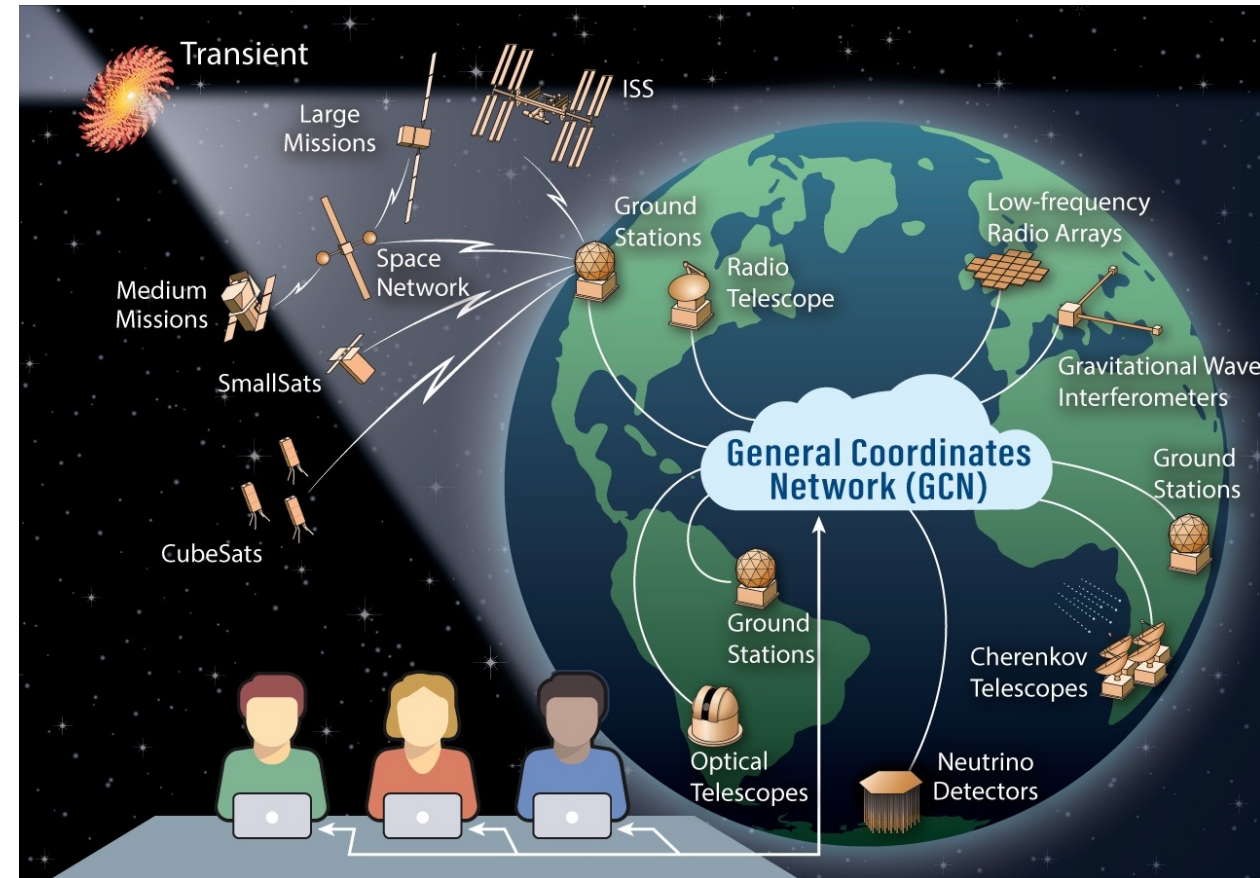 Transient
Large
Missions
ISS
Ground
Stations
Low-frequency
Radio Arrays
Radio
Telescope
Space
Network
Medium
Missions
SmallSats
Gravitational Wave
Interferometers
General Coordinates
Network (GCN)
Ground
Stations
CubeSats
Ground
Stations
Cherenkov
Telescopes
Optical
Telescopes
Neutrino
Detectors